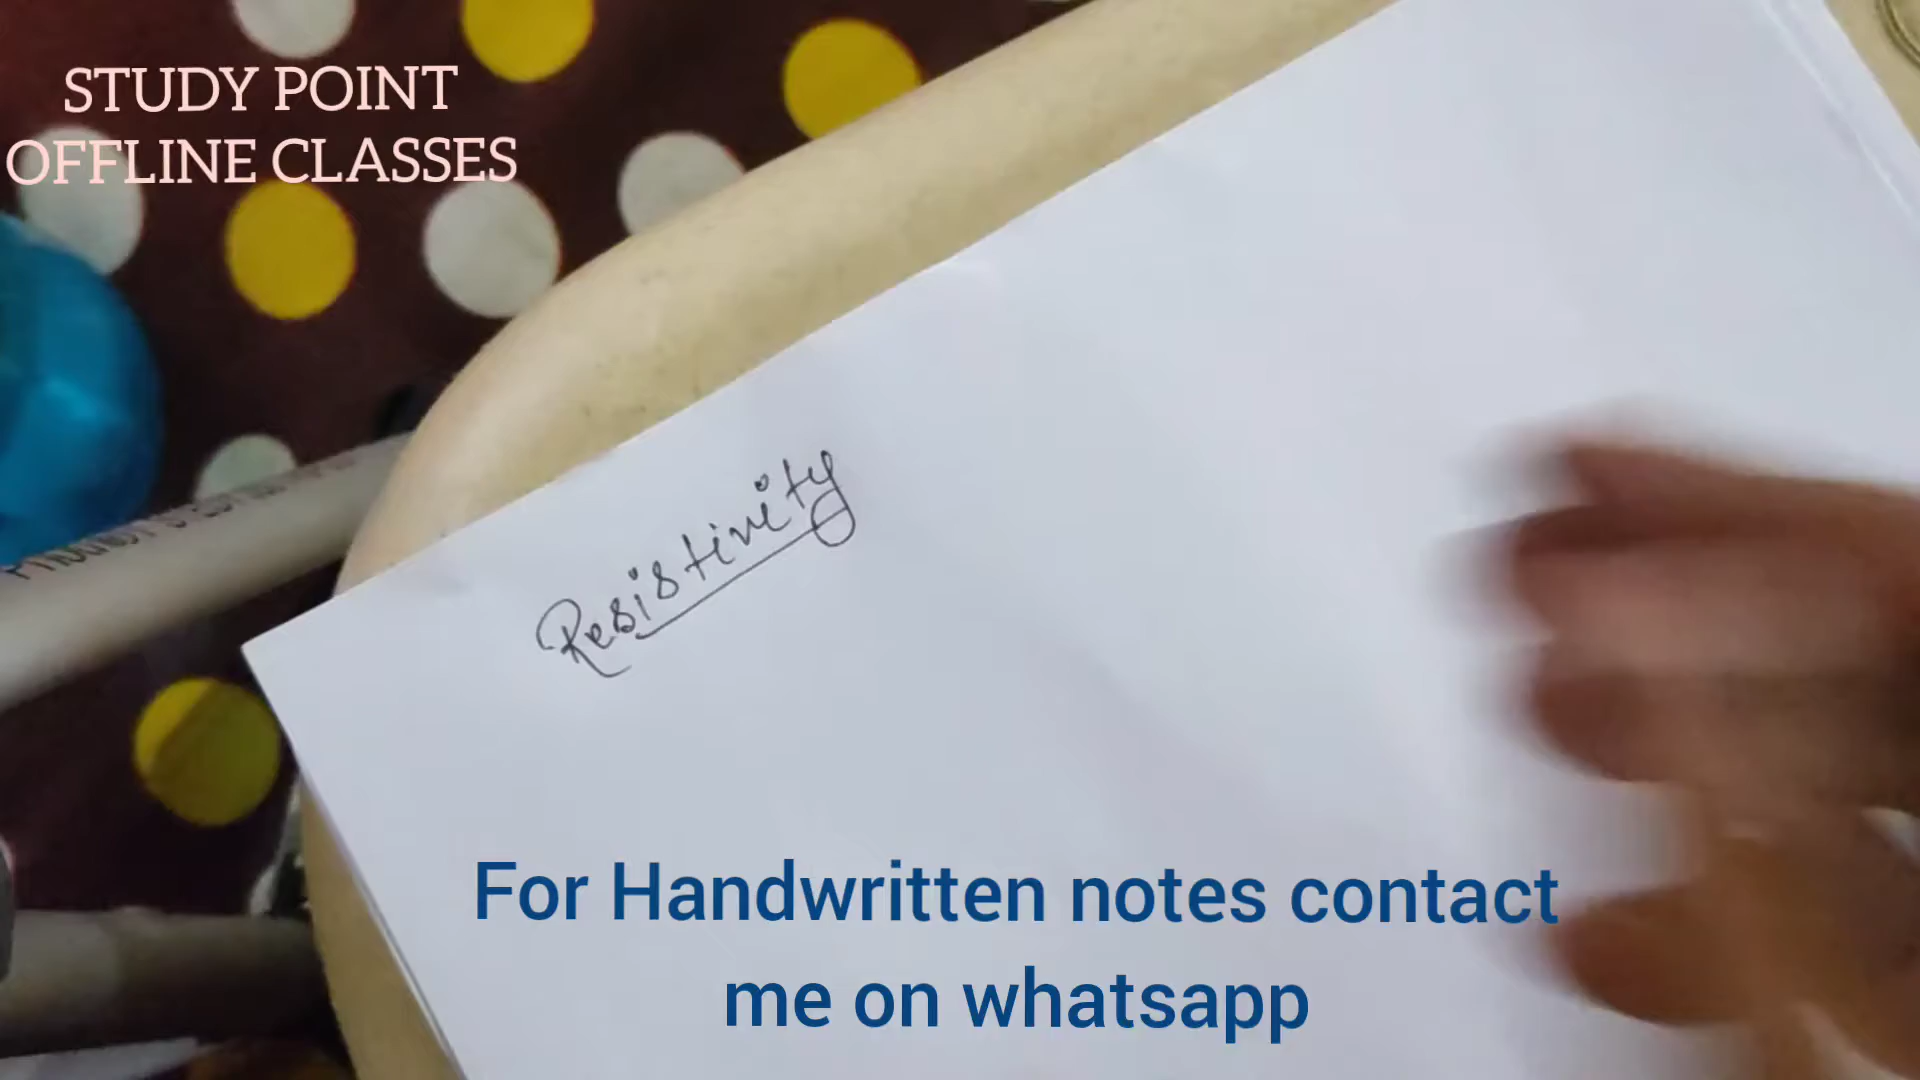 STUDY POINT
OFFLINE CLASSES
Resistivity
For Handwritten notes contact
me on whatsapp